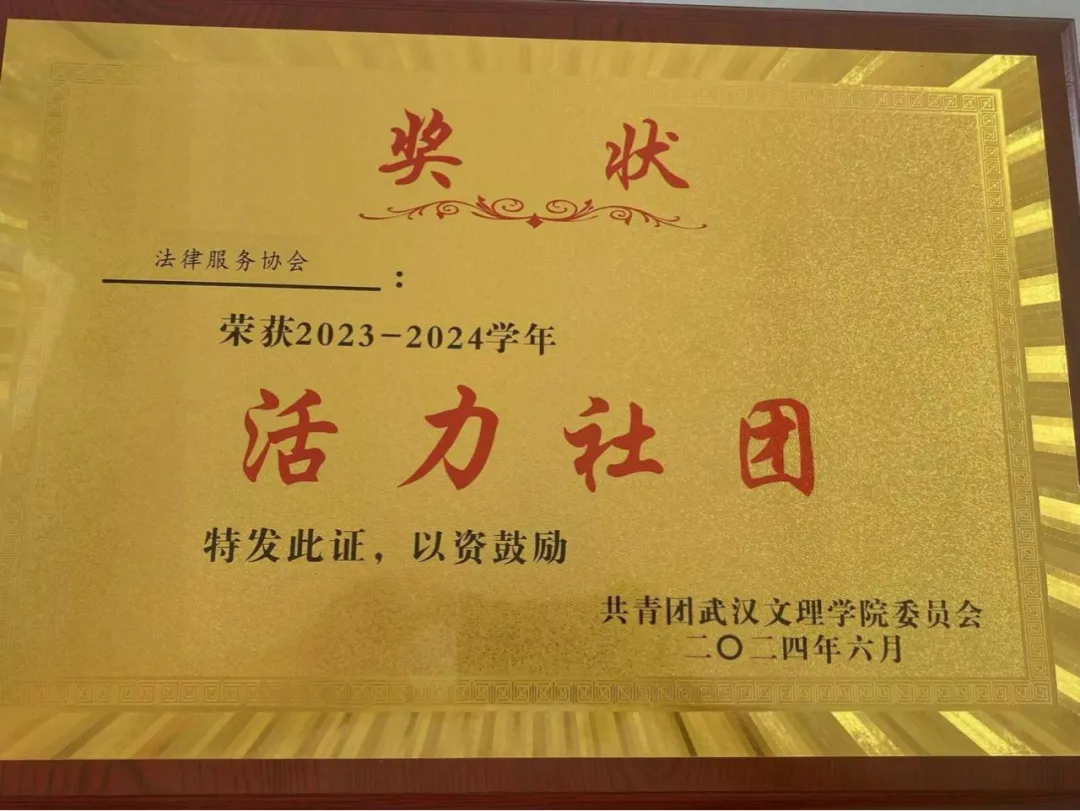 奖状
法律服务协会：
荣获2023-2024学年
活力社团
特发此证，以资鼓励
共青团武汉文理学院委员会
二〇二四年六月